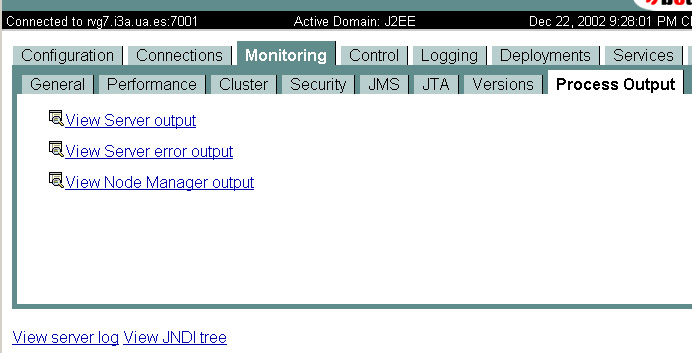 Connected to rvg7.i3a.ua.es:7001 Active Domain: J2EE Dec 22, 2002 9:28:01 PM
Configuration Connections Monitoring Control Logging Deployments Services
General Performance Cluster Security JMS JTA Versions Process Output
View Server output
View Server error output
View Node Manager output
View server log View JNDI tree